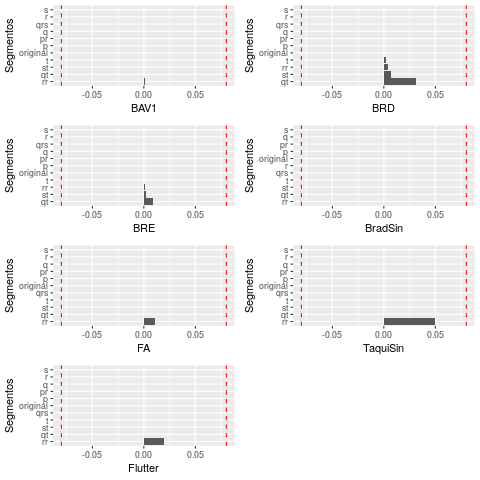 Segmentos
s
r
qrs
q
pr
p
original
t
st
qt
rr
-0.05 0.00 0.05
BAV1
Segmentos
s
r
qrs
q
pr
p
original
t
rr
st
qt
-0.05 0.00 0.05
BRD
Segmentos
s
r
qrs
q
pr
p
original
t
rr
st
qt
-0.05 0.00 0.05
BRE
Segmentos
s
r
q
pr
p
original
qrs
t
st
qt
rr
-0.05 0.00 0.05
BradSin
Segmentos
s
r
q
pr
p
original
qrs
t
st
qt
rr
-0.05 0.00 0.05
FA
Segmentos
s
r
q
pr
p
original
qrs
t
st
qt
rr
-0.05 0.00 0.05
TaquiSin
Segmentos
s
r
q
pr
p
original
qrs
t
st
qt
rr
-0.05 0.00 0.05
Flutter